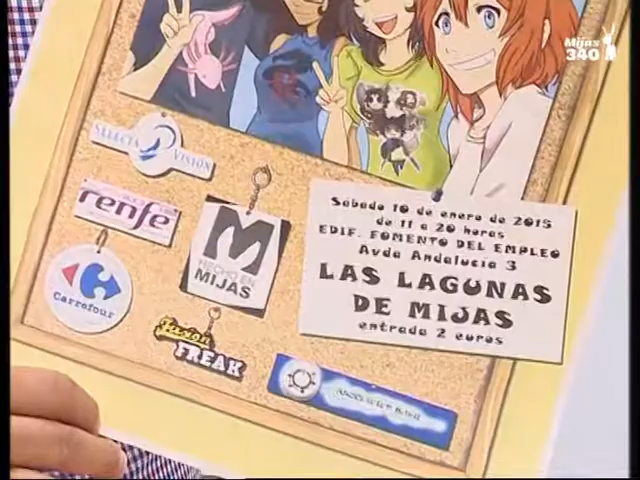 Mijas
340
SELECTA VISION
renfe
Carrefour
M
HECHO EN
MIJAS
FREAK
Sábado 10 de enero de 2015
de 11 a 20 horas
EDIF. FOMENTO DEL EMPLEO
Avda Andalucía 3
LAS LAGUNAS
DE MIJAS
entrada 2 euros